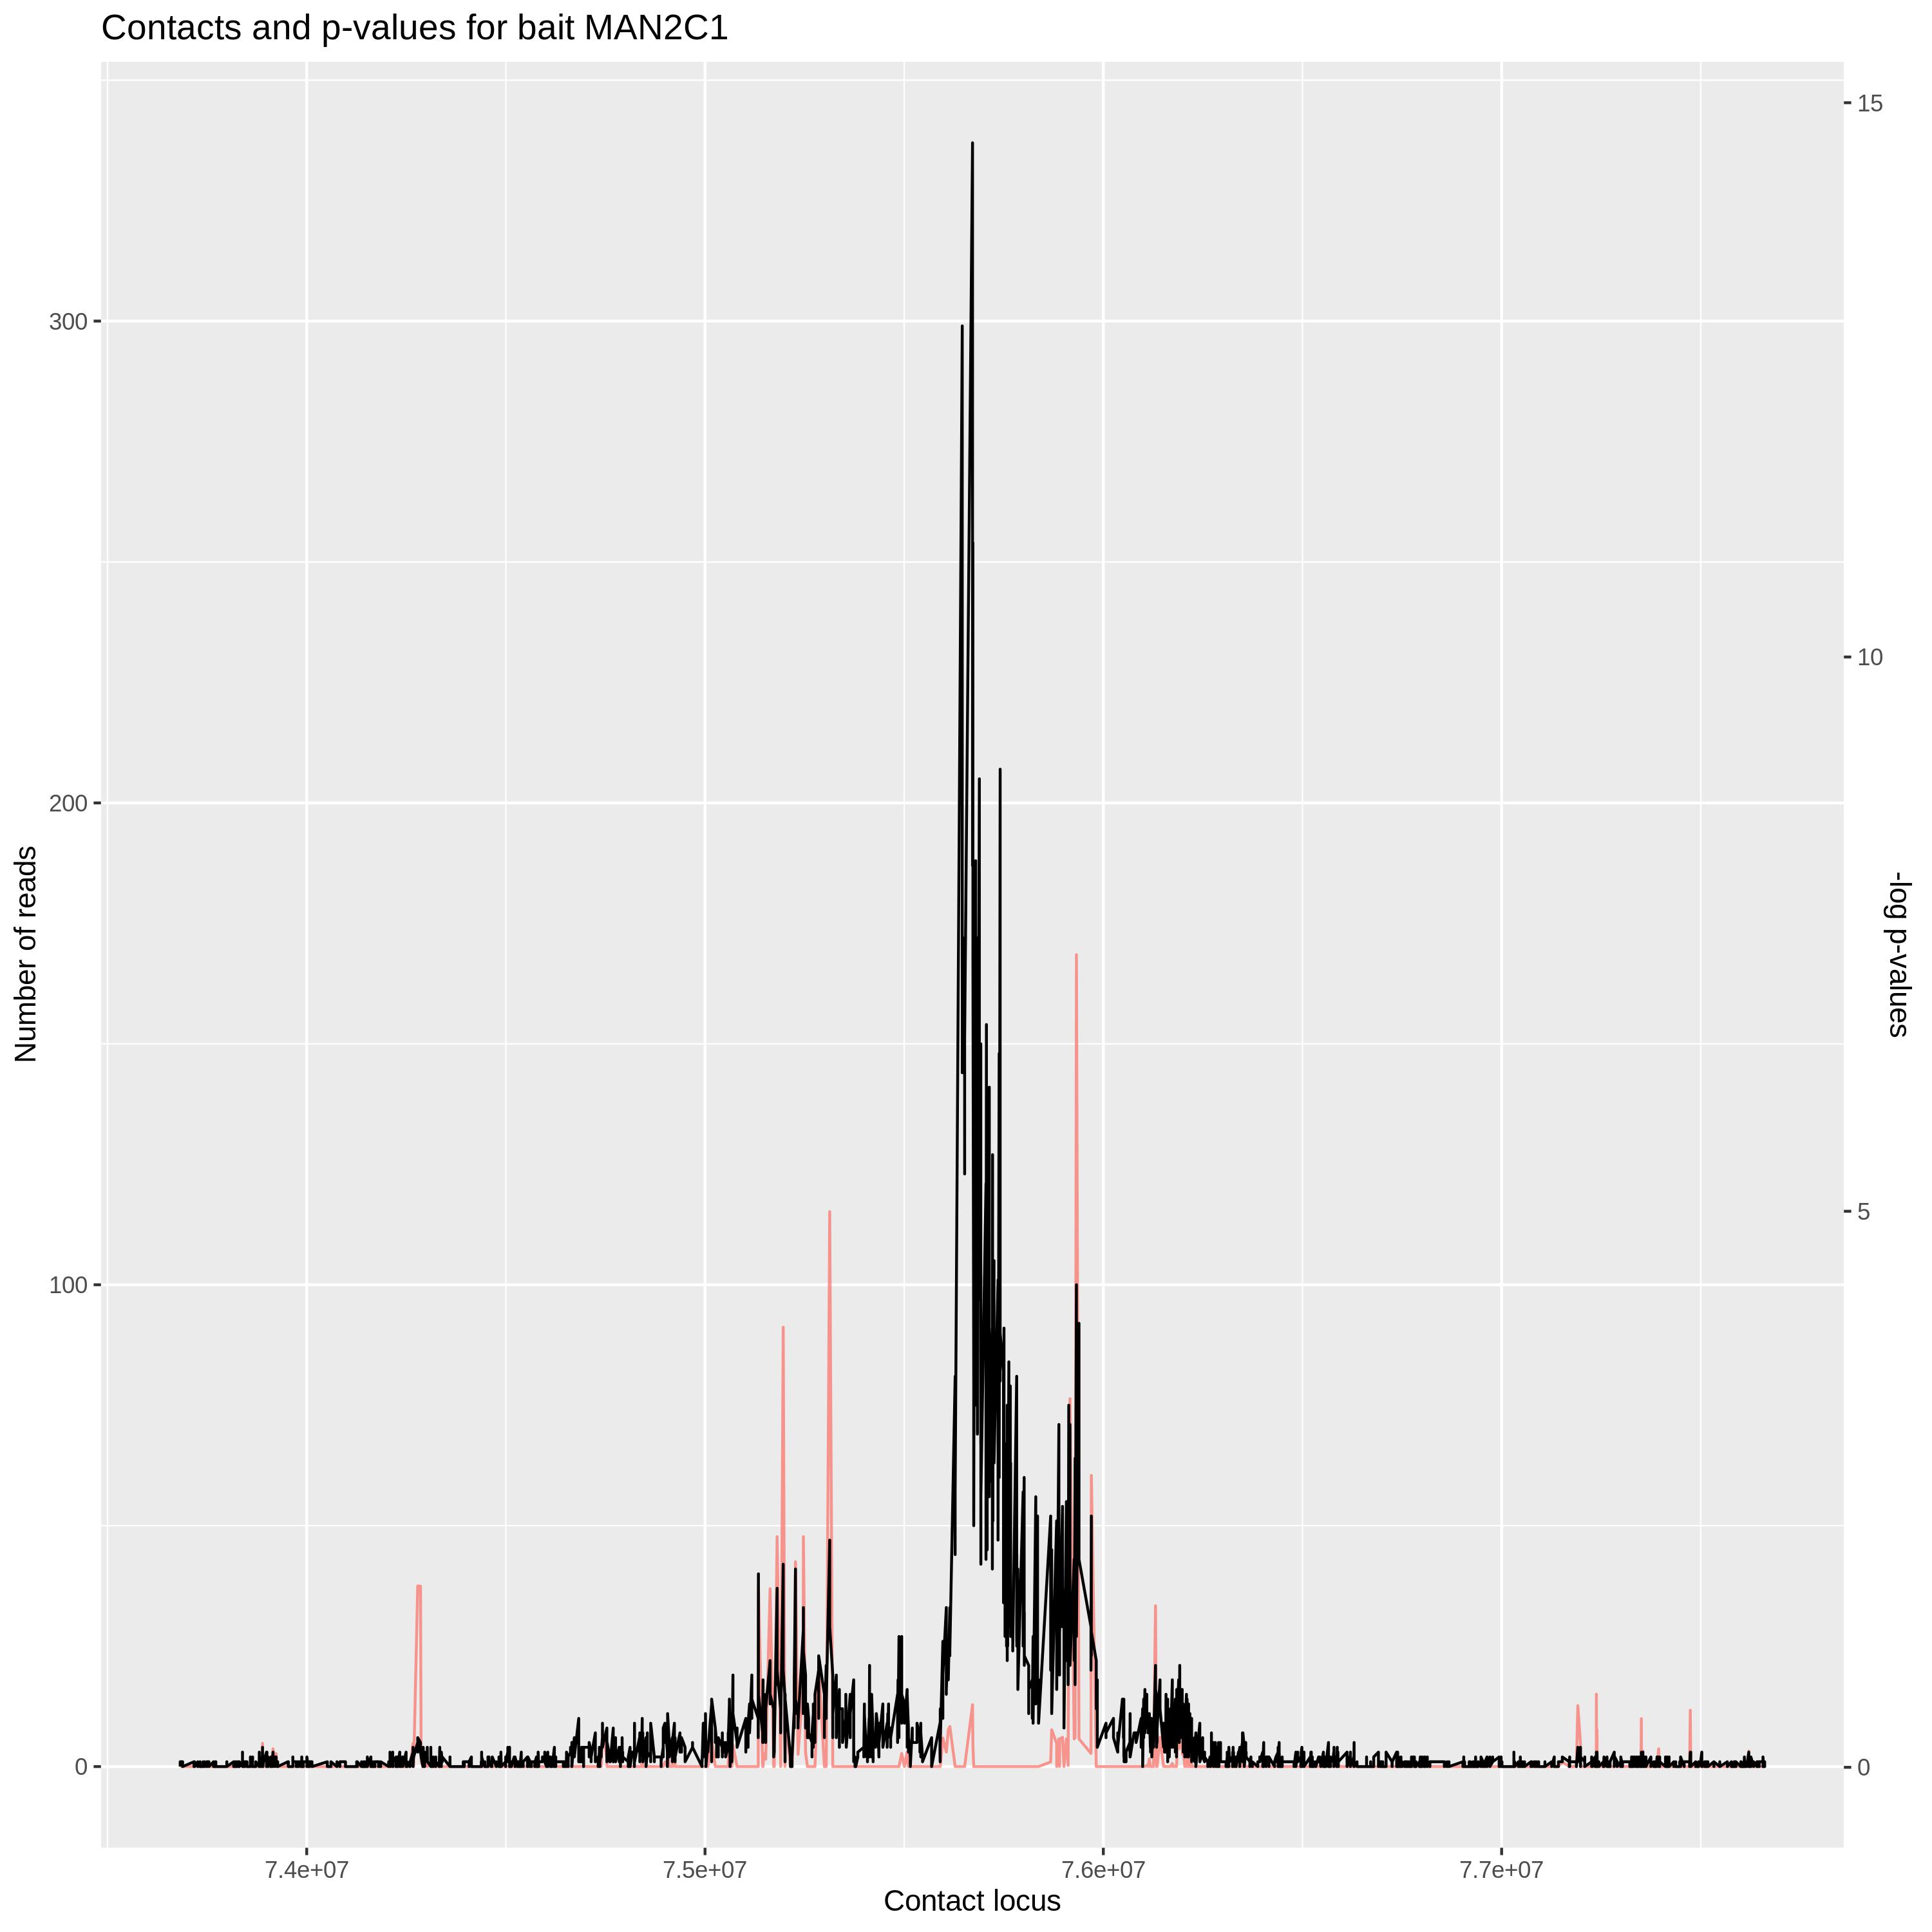 Contacts and p-values for bait MAN2C1
Number of reads
300
200
100
0
15
10
5
0
-log p-values
7.4e+07
7.5e+07
7.6e+07
7.7e+07
Contact locus